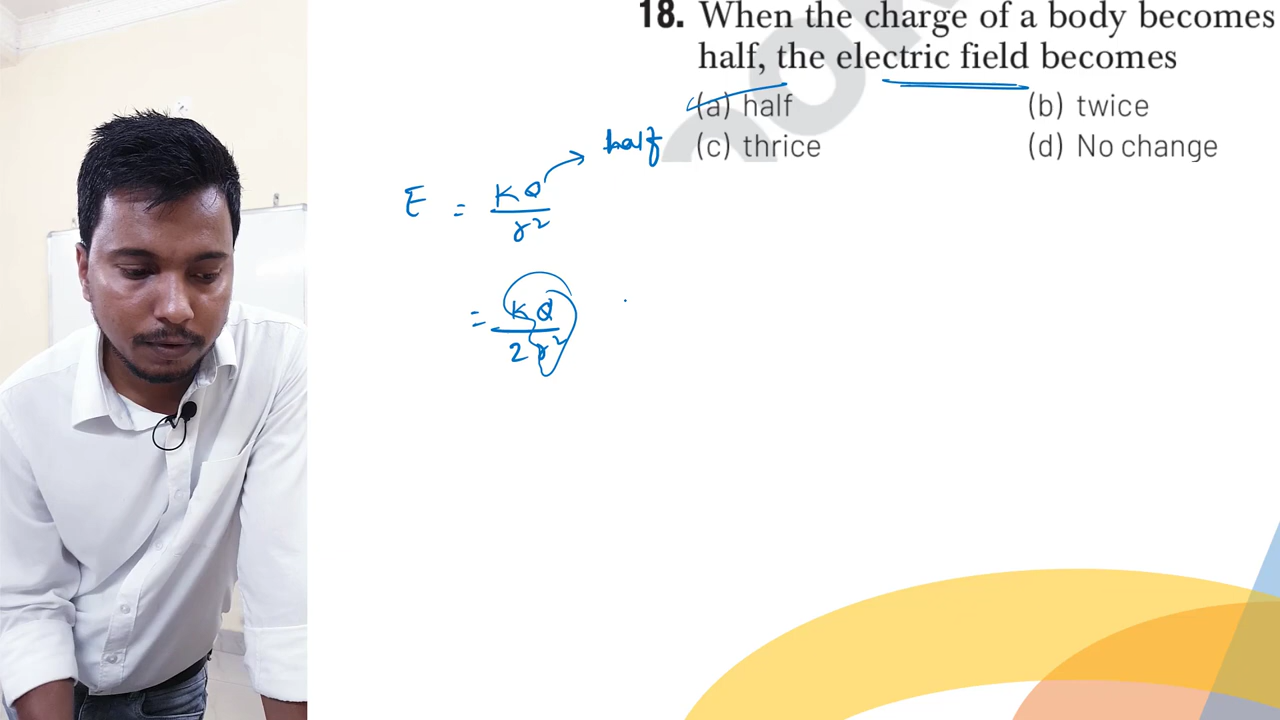 18. When the charge of a body becomes
half, the electric field becomes
(a) half (b) twice
(c) thrice (d) No change
half
E = KQ
r²
= KQ
2r²